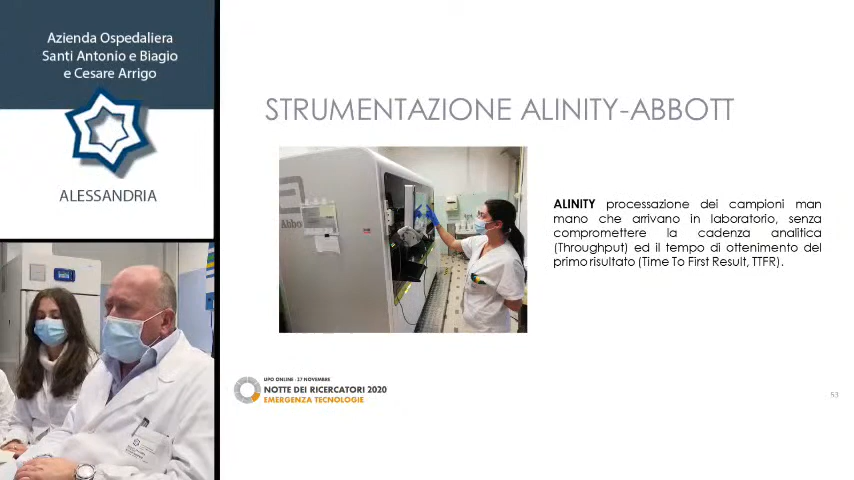 Azienda Ospedaliera
Santi Antonio e Biagio
e Cesare Arrigo
ALESSANDRIA
STRUMENTAZIONE ALINITY-ABBOTT
Abbo
ALINITY processazione dei campioni man
mano che arrivano in laboratorio, senza
compromettere la cadenza analitica
(Throughput) ed il tempo di ottenimento del
primo risultato (Time To First Result, TTFR).
UPO ONLINE : 27 NOVEMBRE
NOTTE DEI RICERCATORI 2020
EMERGENZA TECNOLOGIE
53